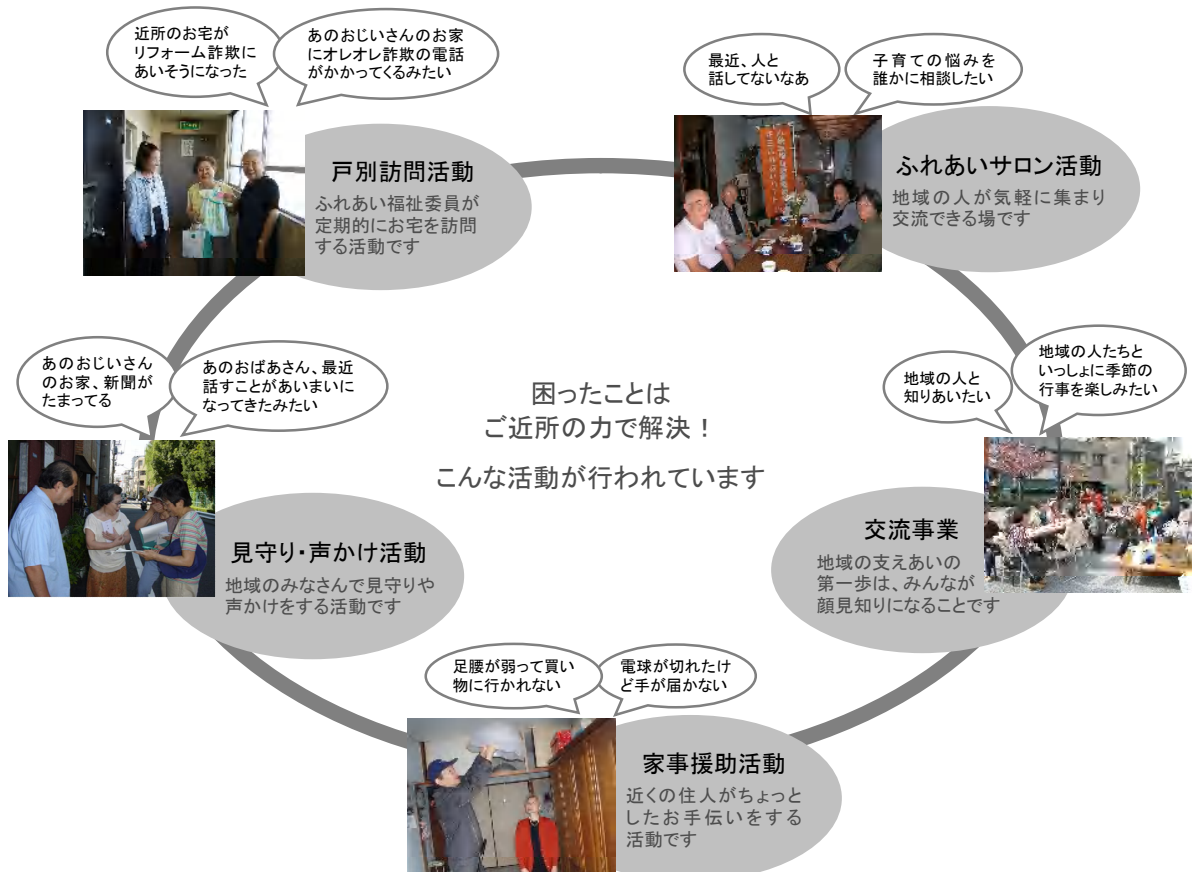 近所のお宅が
リフォーム詐欺に
あいそうになった
あのおじいさんのお家
にオレオレ詐欺の電話
がかかってくるみたい
戸別訪問活動
ふれあい福祉委員が
定期的にお宅を訪問
する活動です
最近、人と
話してないなあ
子育ての悩みを
誰かに相談したい
ふれあいサロン活動
地域の人が気軽に集まり
交流できる場です
あのおじいさん
のお家、新聞が
たまってる
あのおばあさん、最近
話すことがあいまいに
なってきたみたい
見守り・声かけ活動
地域のみなさんで見守りや
声かけをする活動です
困ったことは
ご近所の力で解決！
こんな活動が行われています
地域の人と
知りあいたい
地域の人たちと
いっしょに季節の
行事を楽しみたい
交流事業
地域の支えあいの
第一歩は、みんなが
顔見知りになることです
足腰が弱って買い
物に行かれない
電球が切れたけ
ど手が届かない
家事援助活動
近くの住人がちょっと
したお手伝いをする
活動です